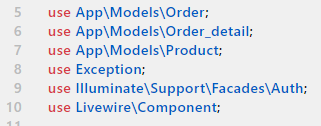 5 use App\Models\Order;
6 use App\Models\Order_detail;
7 use App\Models\Product;
8 use Exception;
9 use Illuminate\Support\Facades\Auth;
10 use Livewire\Component;
11